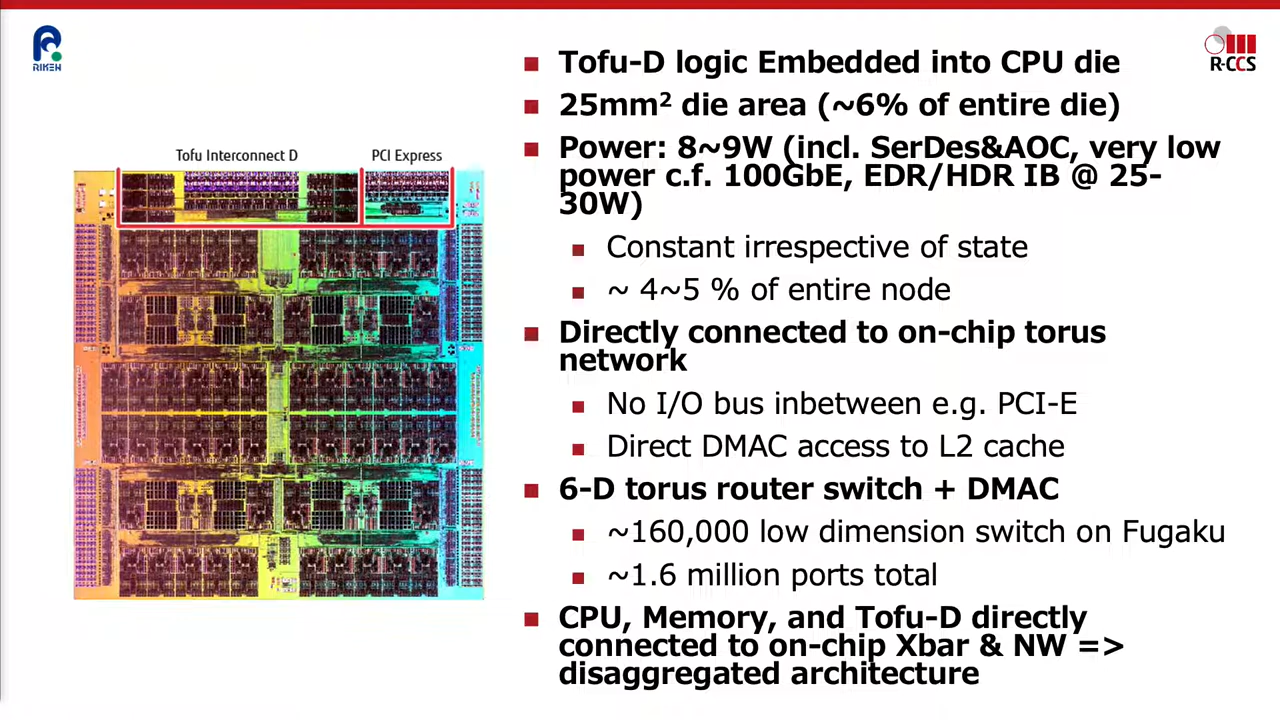 RIKEN
R-CCS
Tofu Interconnect D
PCI Express
Tofu-D logic Embedded into CPU die
25mm² die area (~6% of entire die)
Power: 8~9W (incl. SerDes&AOC, very low
power c.f. 100GbE, EDR/HDR IB @ 25-
30W)
Constant irrespective of state
~ 4~5 % of entire node
Directly connected to on-chip torus
network
No I/O bus inbetween e.g. PCI-E
Direct DMAC access to L2 cache
6-D torus router switch + DMAC
~160,000 low dimension switch on Fugaku
~1.6 million ports total
CPU, Memory, and Tofu-D directly
connected to on-chip Xbar & NW =>
disaggregated architecture